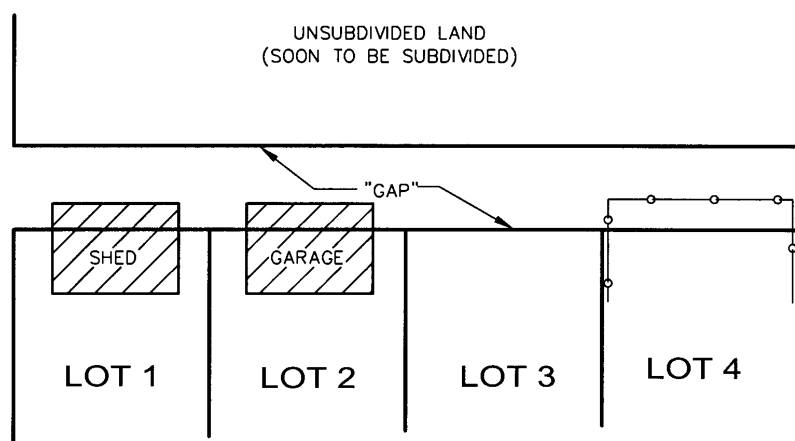 UNSUBDIVIDED LAND
(SOON TO BE SUBDIVIDED)
"GAP"
SHED
GARAGE
LOT 1
LOT 2
LOT 3
LOT 4